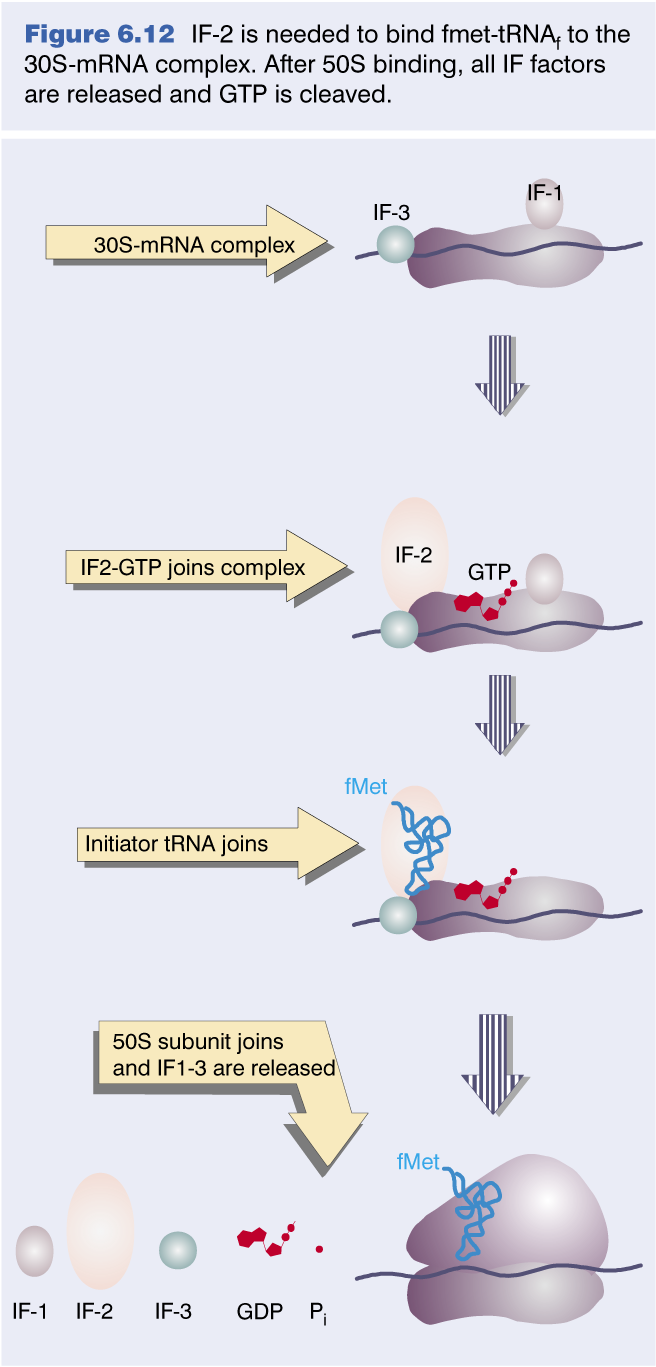 Figure 6.12 IF-2 is needed to bind fmet-tRNAf to the
30S-mRNA complex. After 50S binding, all IF factors
are released and GTP is cleaved.
IF-1
IF-3
30S-mRNA complex
IF-2
GTP
IF2-GTP joins complex
fMet
Initiator tRNA joins
50S subunit joins
and IF1-3 are released
fMet
IF-1 IF-2 IF-3 GDP Pi